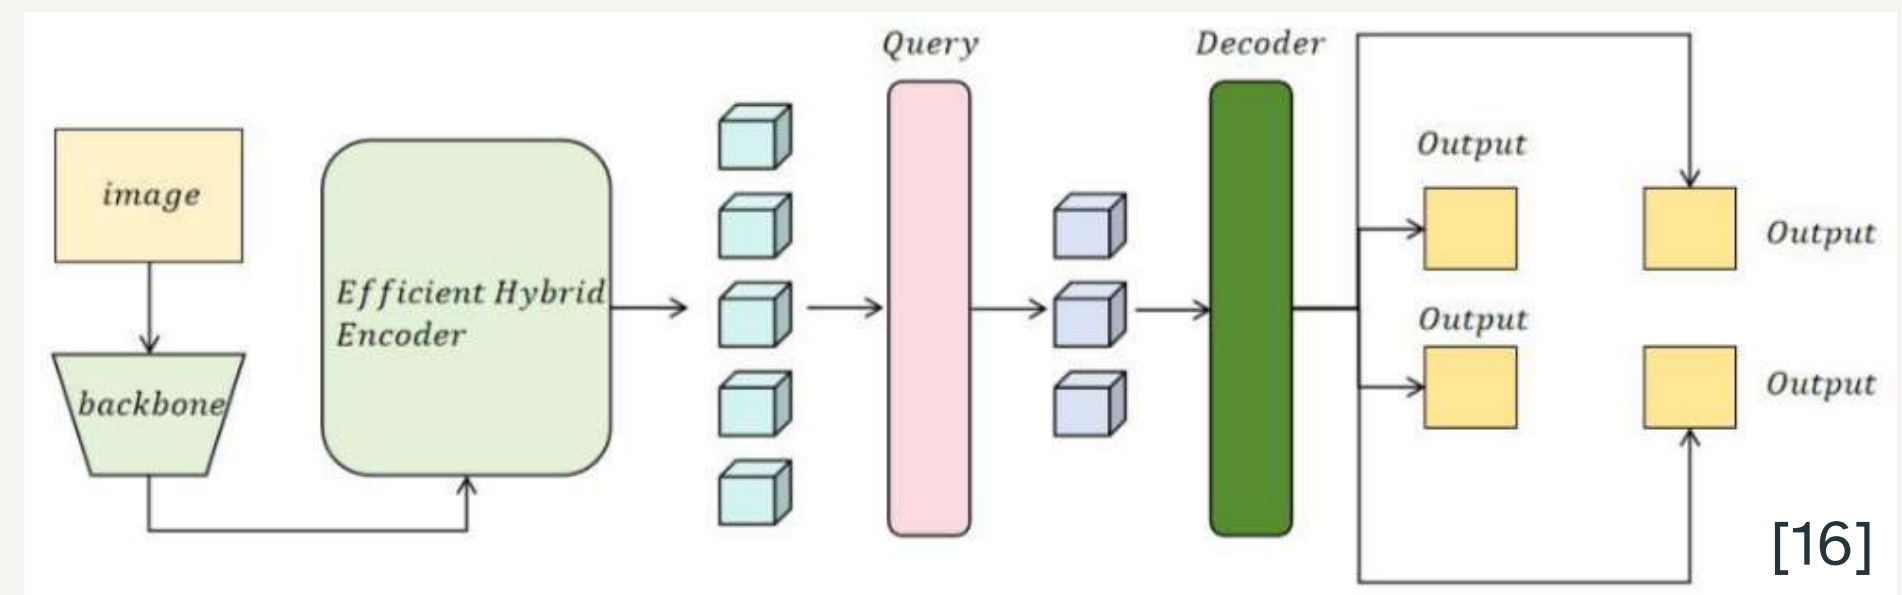 image
backbone
Efficient Hybrid
Encoder
Query
Decoder
Output
Output
Output
Output
[16]